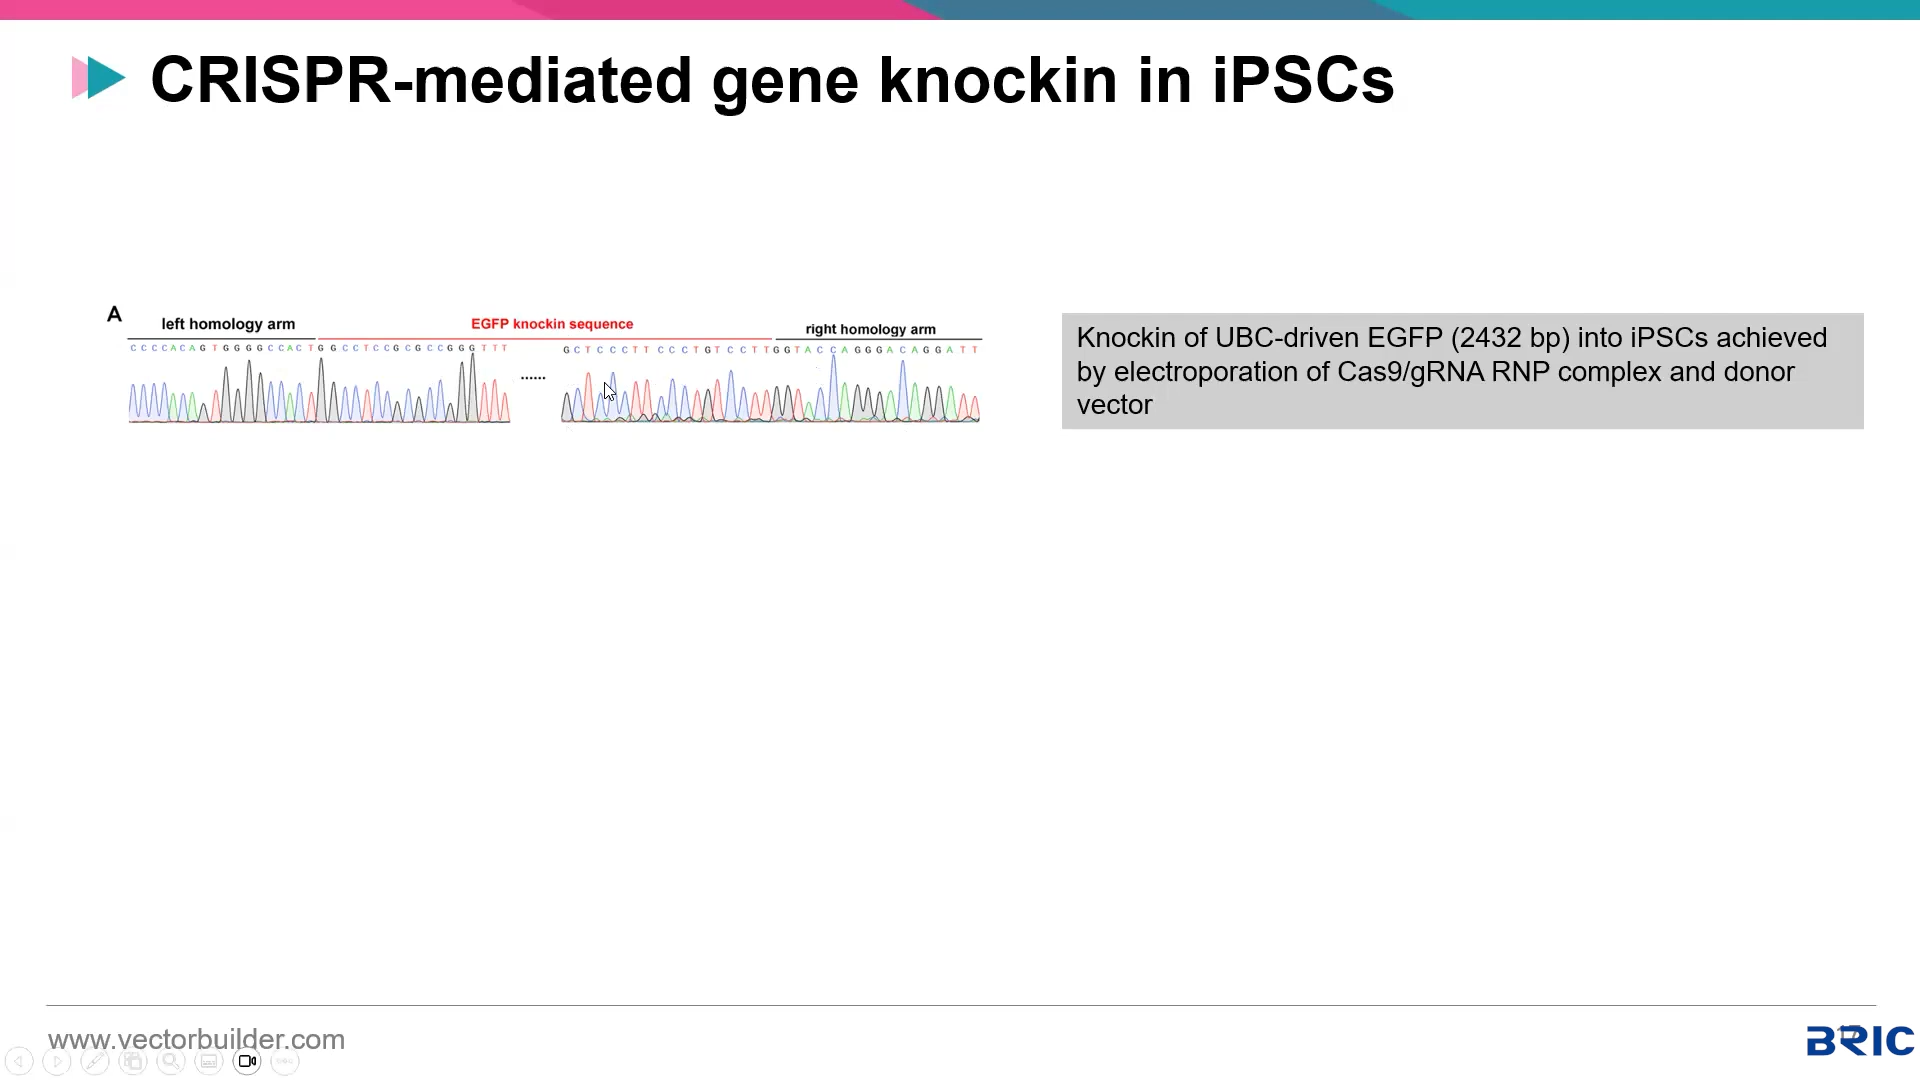 CRISPR-mediated gene knockin in iPSCs
A
left homology arm
EGFP knockin sequence
right homology arm
CCCCACAGTGGGGCCACTGGCCTCCGCGCCGGGTTT
......
GCTCCCTTCCCTGTCCTTGGTACCAGGGACAGGATT
Knockin of UBC-driven EGFP (2432 bp) into iPSCs achieved
by electroporation of Cas9/gRNA RNP complex and donor
vector
www.vectorbuilder.com
17
BRIC